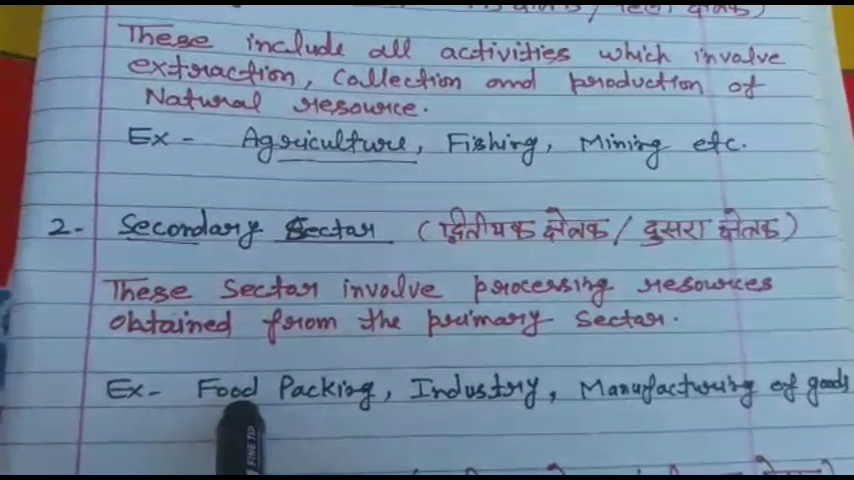 These include all activities which involve
extraction, Collection and production of
Natural resource.
Ex - Agriculture, Fishing, Mining etc.
2- Secondary Sector (द्वितीयक क्षेत्रक / दुसरा क्षेत्रक)
These Sector involve processing resources
obtained from the primary Sector.
Ex- Food Packing, Industry, Manufacturing of goods
FINE TIP